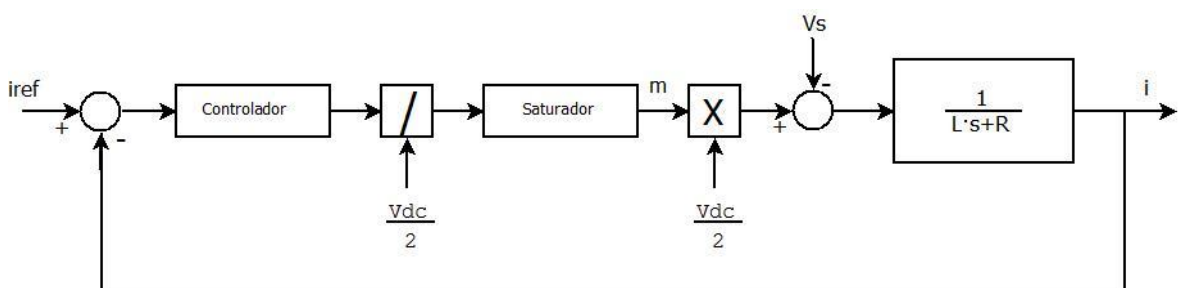 Vs
-
iref
Controlador
/
Saturador
m
X
i
+
-
+
1
L·s+R
Vdc
2
Vdc
2